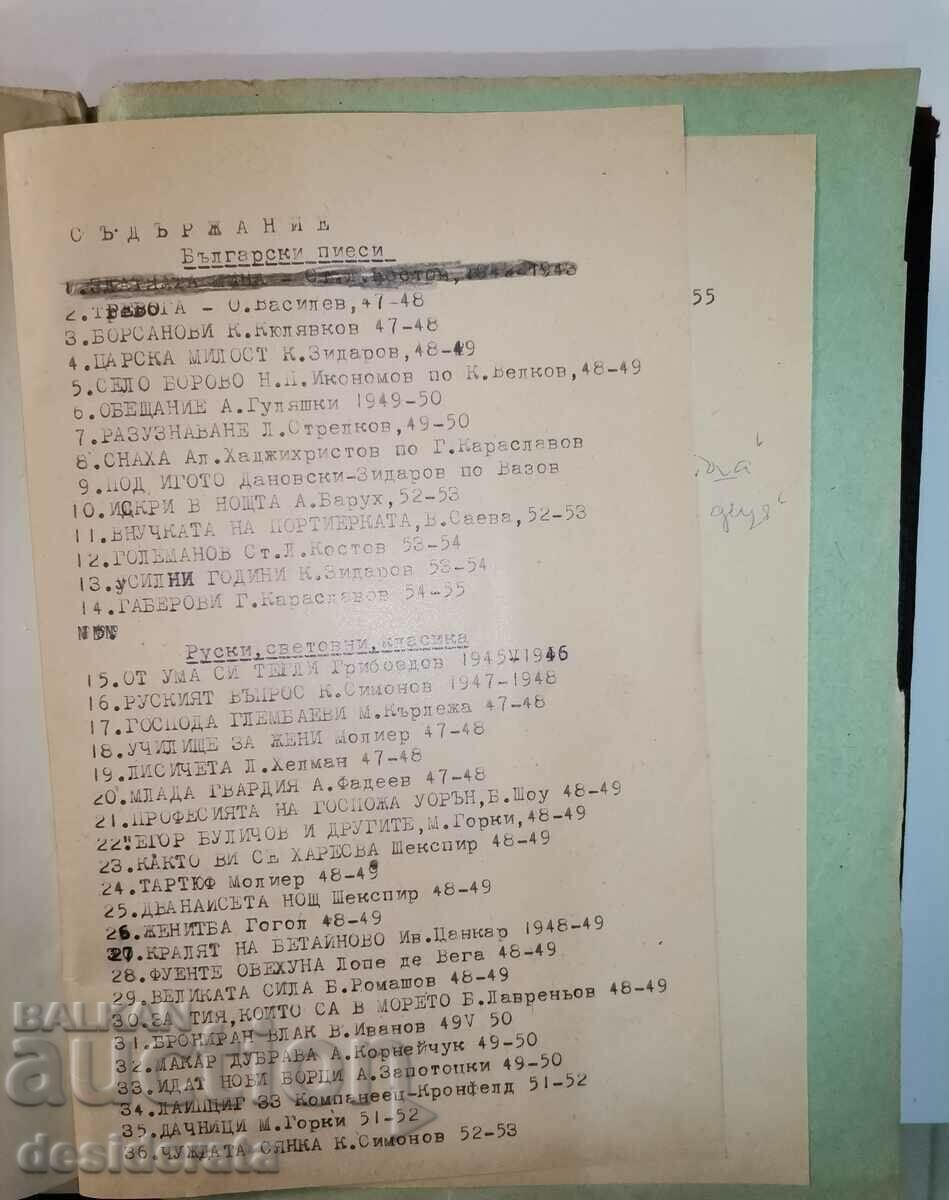 СЪДЪРЖАНИЕ
Български пиеси
2.ТРЕВОГА - О.Василев,47-48
3.БОРСАНОВИ К.Кюлявков 47-48
4.ЦАРСКА МИЛОСТ К.Зидаров,48-49
5.СЕЛО БОРОВО Н.П.Икономов по К.Велков,48-49
6.ОБЕЩАНИЕ А.Гуляшки 1949-50
7.РАЗУЗНАВАНЕ Л.Стрелков,49-50
8.СНАХА Ал.Хаджихристов по Г.Караславов
9.ПОД ИГОТО Дановски-Зидаров по Вазов
10.ИСКРИ В НОЩТА А.Барух,52-53
11.ВНУЧКАТА НА ПОРТИЕРКАТА,В.Саева,52-53
12.ГОЛЕМАНОВ Ст.Л.Костов 53-54
13.уСИЛНИ ГОДИНИ К.Зидаров 53-54
14.ГАБЕРОВИ Г.Караславов 54-55
Руски,световни,класика
15.ОТ УМА СИ ТЕГЛИ Грибоедов 1945-1946
16.РУСКИЯТ ВЪПРОС К.Симонов 1947-1948
17.ГОСПОДА ГЛЕМБАЕВИ М.Кърлежа 47-48
18.УЧИЛИЩЕ ЗА ЖЕНИ Молиер 47-48
19.ЛИСИЧЕТА Л.Хелман 47-48
20.МЛАДА ГВАРДИЯ А.Фадеев 47-48
21.ПРОФЕСИЯТА НА ГОСПОЖА УОРЪН,Б.Шоу 48-49
22.ЕГОР БУЛИЧОВ И ДРУГИТЕ,М.Горки,48-49
23.КАКТО ВИ СЕ ХАРЕСВА Шекспир 48-49
24.ТАРТЮФ Молиер 48-49
25.ДВАНАЙСЕТА НОЩ Шекспир 48-49
26.ЖЕНИТБА Гогол 48-49
27.КРАЛЯТ НА БЕТАЙНОВО Ив.Цанкар 1948-49
28.ФУЕНТЕ ОВЕХУНА Лопе де Вега 48-49
29.ВЕЛИКАТА СИЛА Б.Ромашов 48-49
30.ЗА ТИЯ,КОИТО СА В МОРЕТО Б.Лавреньов 48-49
31.БРОНИРАН ВЛАК В.Иванов 49V 50
32.МАКАР ДУБРАВА А.Корнейчук 49-50
33.ИДАТ НОВИ БОРЦИ А.Запотоцки 49-50
34.ЛАЙПЦИГ 33 Компанеец-Кронфелд 51-52
35.ДАЧНИЦИ М.Горки 51-52
36.ЧУЖДАТА СЯНКА К.Симонов 52-53
55
BALKAN
auction
desiderata